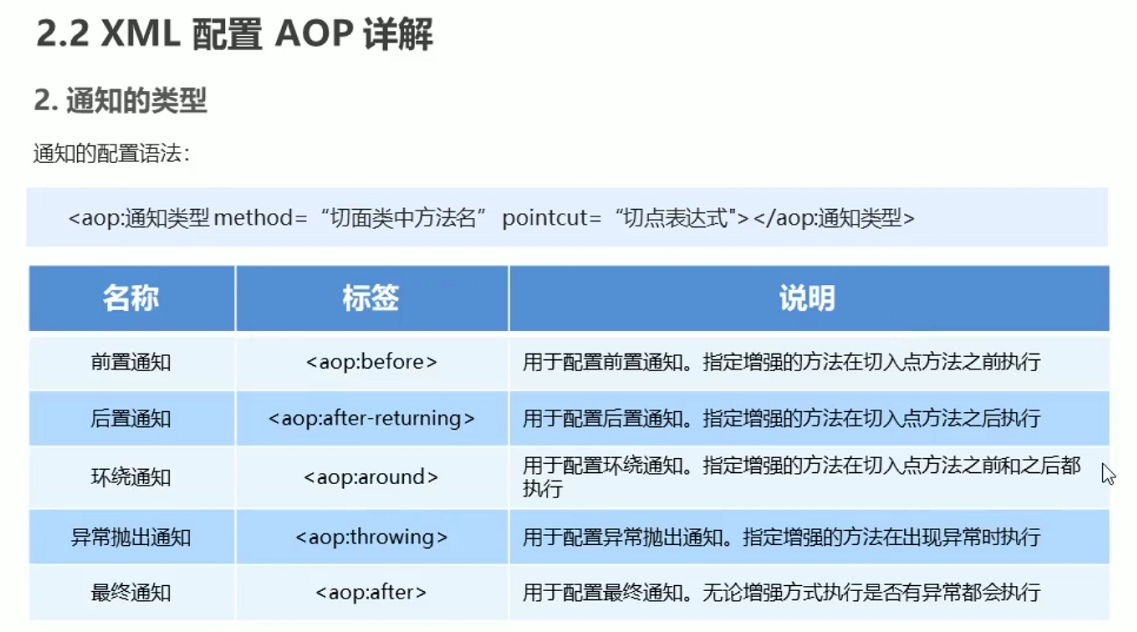 2.2 XML 配置 AOP 详解
2. 通知的类型
通知的配置语法：
<aop:通知类型 method=“切面类中方法名” pointcut=“切点表达式"></aop:通知类型>
名称 标签 说明
前置通知 <aop:before> 用于配置前置通知。指定增强的方法在切入点方法之前执行
后置通知 <aop:after-returning> 用于配置后置通知。指定增强的方法在切入点方法之后执行
环绕通知 <aop:around> 用于配置环绕通知。指定增强的方法在切入点方法之前和之后都
执行
异常抛出通知 <aop:throwing> 用于配置异常抛出通知。指定增强的方法在出现异常时执行
最终通知 <aop:after> 用于配置最终通知。无论增强方式执行是否有异常都会执行